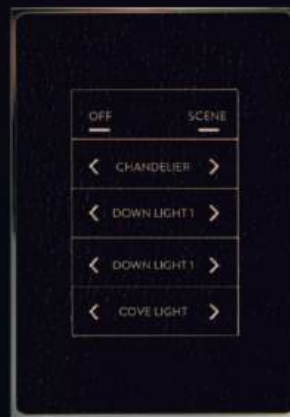 OFF SCENE
< CHANDELIER >
< DOWN LIGHT 1 >
< DOWN LIGHT 1 >
< COVE LIGHT >